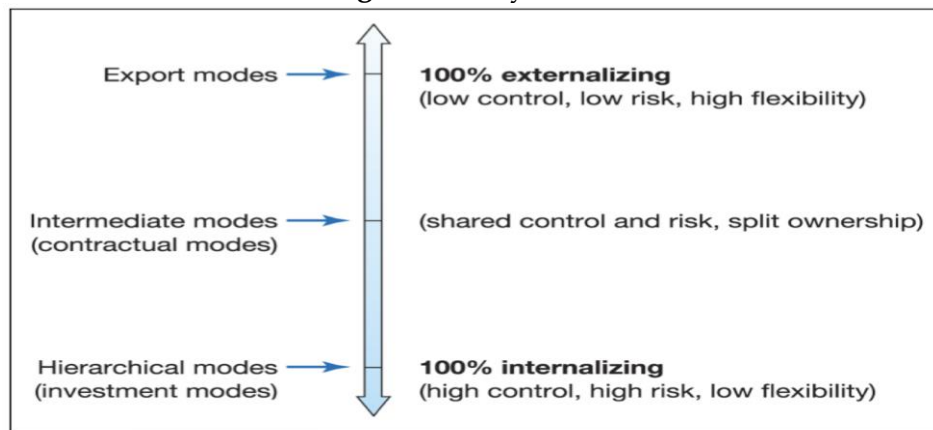 Export modes
100% externalizing
(low control, low risk, high flexibility)
Intermediate modes
(contractual modes)
(shared control and risk, split ownership)
Hierarchical modes
(investment modes)
100% internalizing
(high control, high risk, low flexibility)